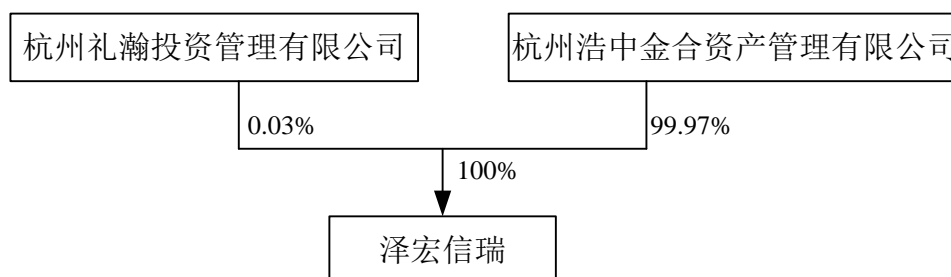 杭州礼瀚投资管理有限公司
杭州浩中金合资产管理有限公司
0.03%
99.97%
100%
泽宏信瑞